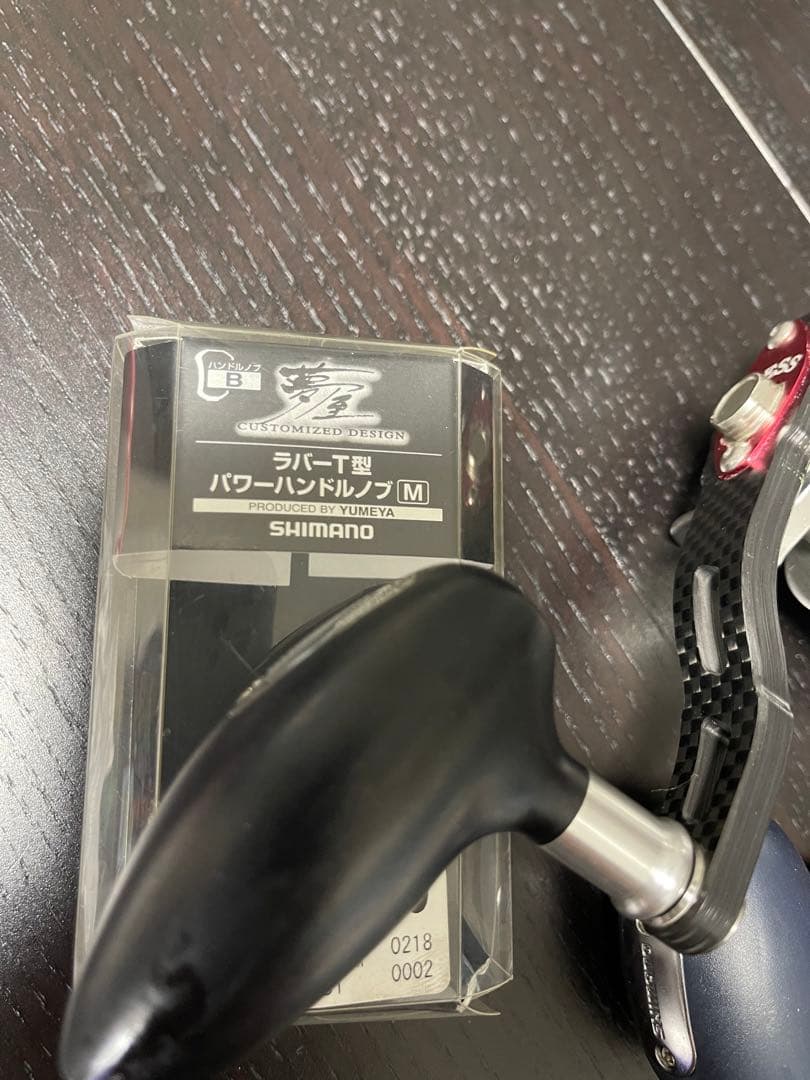 ハンドルノブ
B
夢屋
CUSTOMIZED DESIGN
ラバーT型
パワーハンドルノブ M
PRODUCED BY YUMEYA
SHIMANO
0218
0002
SHIMANO